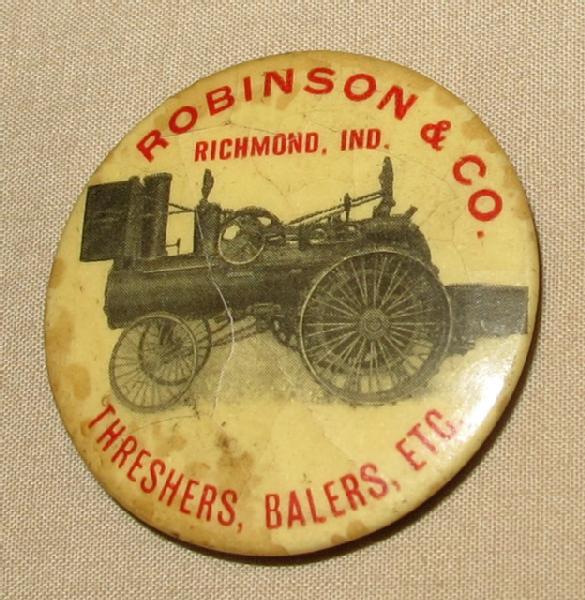 ROBINSON & CO.
RICHMOND, IND.
THRESHERS, BALERS, ETC.